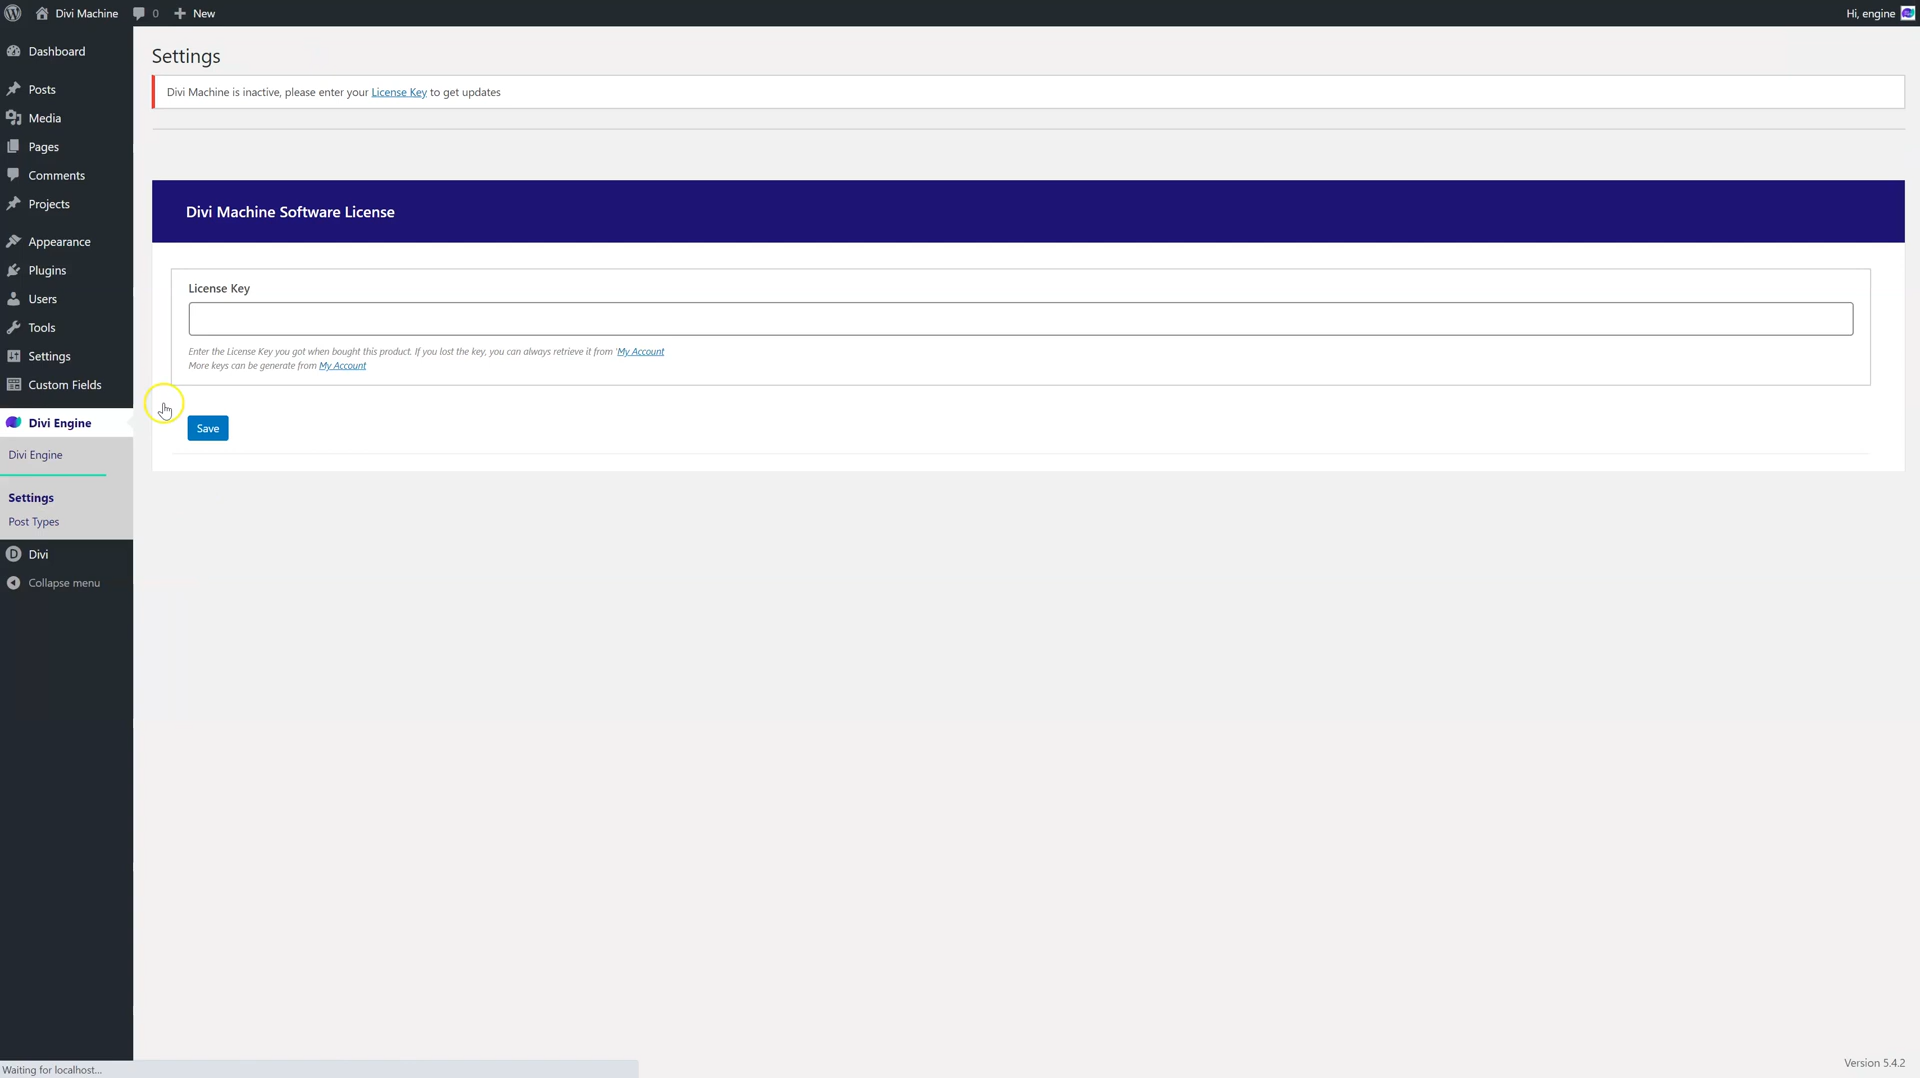 Divi Machine
0
New
Hi, engine
Dashboard
Posts
Media
Pages
Comments
Projects
Appearance
Plugins
Users
Tools
Settings
Custom Fields
Divi Engine
Divi Engine
Settings
Post Types
Divi
Collapse menu
Settings
Divi Machine is inactive, please enter your License Key to get updates
Divi Machine Software License
License Key
Enter the License Key you got when bought this product. If you lost the key, you can always retrieve it from 'My Account
More keys can be generate from My Account
Save
Waiting for localhost...
Version 5.4.2